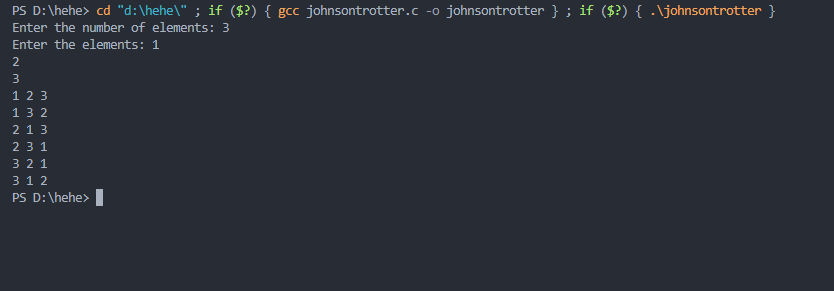 PS D:\hehe> cd "d:\hehe\" ; if ($?) { gcc johnsontrotter.c -o johnsontrotter } ; if ($?) { .\johnsontrotter }
Enter the number of elements: 3
Enter the elements: 1
2
3
1 2 3
1 3 2
2 1 3
2 3 1
3 2 1
3 1 2
PS D:\hehe>